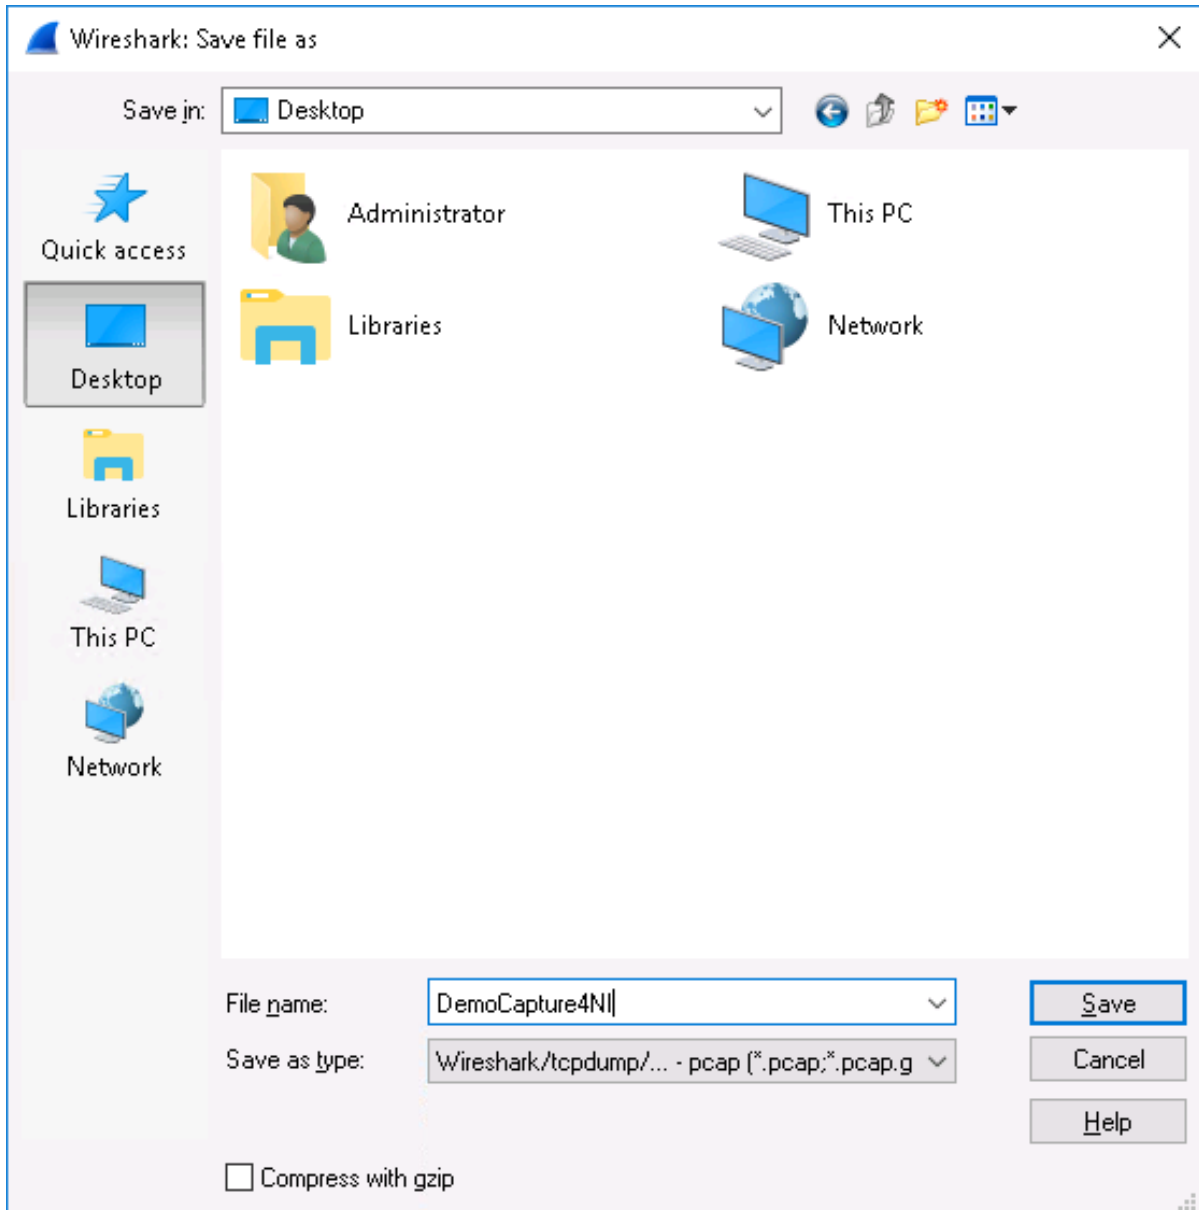 Wireshark: Save file as
Save in:
Desktop
Quick access
Desktop
Libraries
This PC
Network
Administrator
This PC
Libraries
Network
File name:
DemoCapture4NI
Save
Save as type:
Wireshark/tcpdump/... - pcap (*.pcap;*.pcap.g
Cancel
Help
Compress with gzip